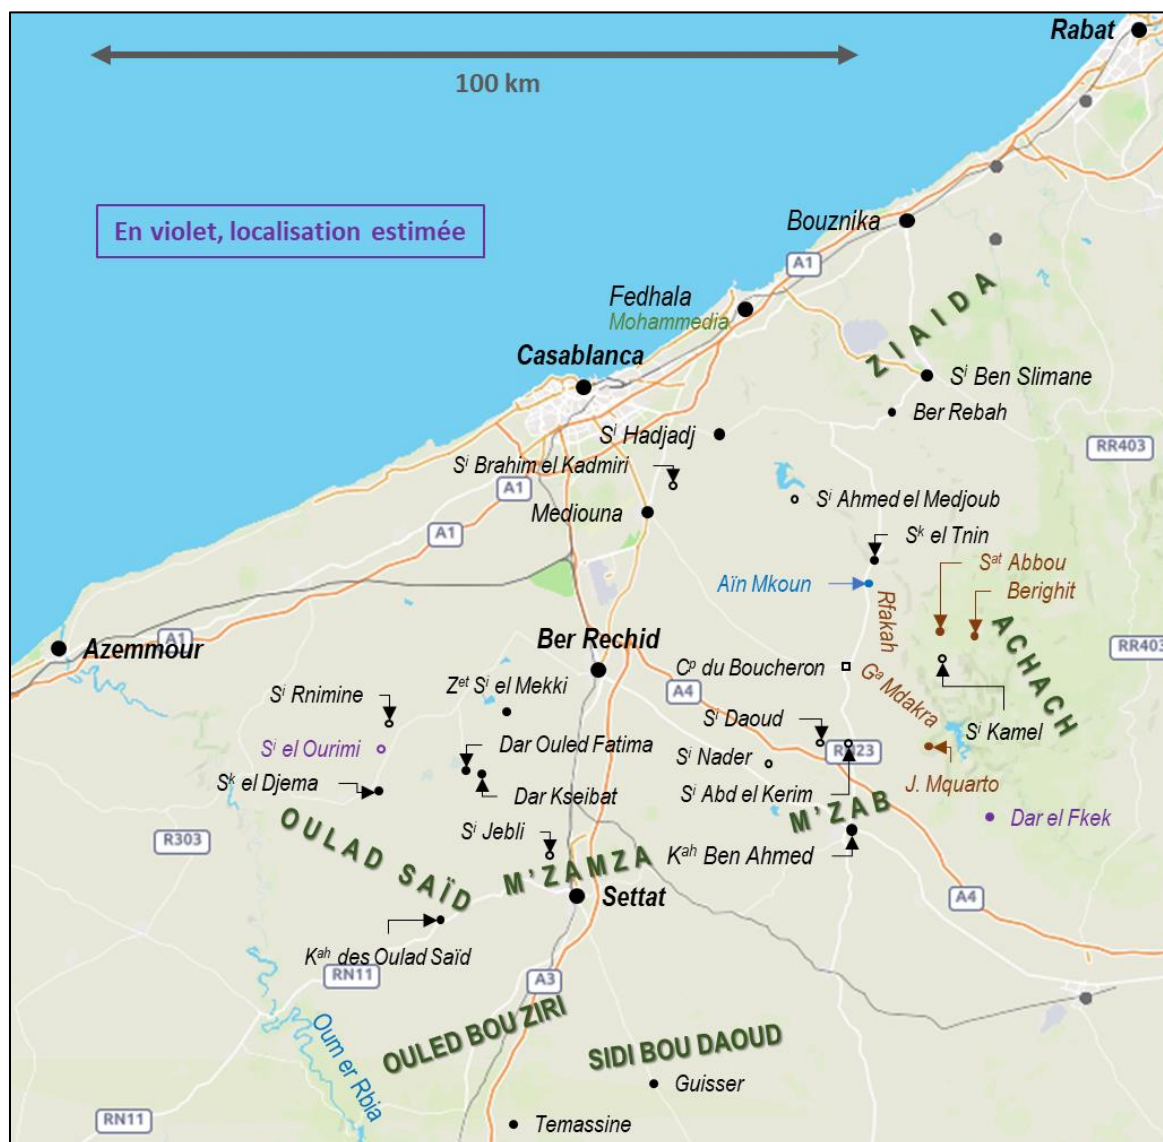 Rabat
100 km
En violet, localisation estimée
Bouznika
A1
Fedhala
Mohammedia
ZIAIDA
Casablanca
Sⁱ Ben Slimane
Ber Rebah
Sⁱ Hadjadj
RR403
Sⁱ Brahim el Kadmiri
A1
Sⁱ Ahmed el Medjoub
Mediouna
A1
Sᵏ el Tnin
Sᵃᵗ Abbou
Aïn Mkoun
Berighit
Rfakah
ACHACH
A1
Azemmour
RR403
Ber Rechid
Cᵖ du Boucheron
Gᵃ Mdakra
A4
Zᵉᵗ Sⁱ el Mekki
Sⁱ Rnimine
Sⁱ Daoud
Sⁱ Kamel
Sⁱ el Ourimi
Dar Ouled Fatima
Sⁱ Nader
RN23
Sᵏ el Djema
Dar Kseibat
Sⁱ Abd el Kerim
J. Mquarto
OULAD SAÏD
M'ZAB
Dar el Fkek
R303
Sⁱ Jebli
Kᵃʰ Ben Ahmed
M'ZAMZA
Settat
A4
Kᵃʰ des Oulad Saïd
RN11
A3
Oum er Rbia
OULED BOU ZIRI
SIDI BOU DAOUD
Guisser
RN11
Temassine